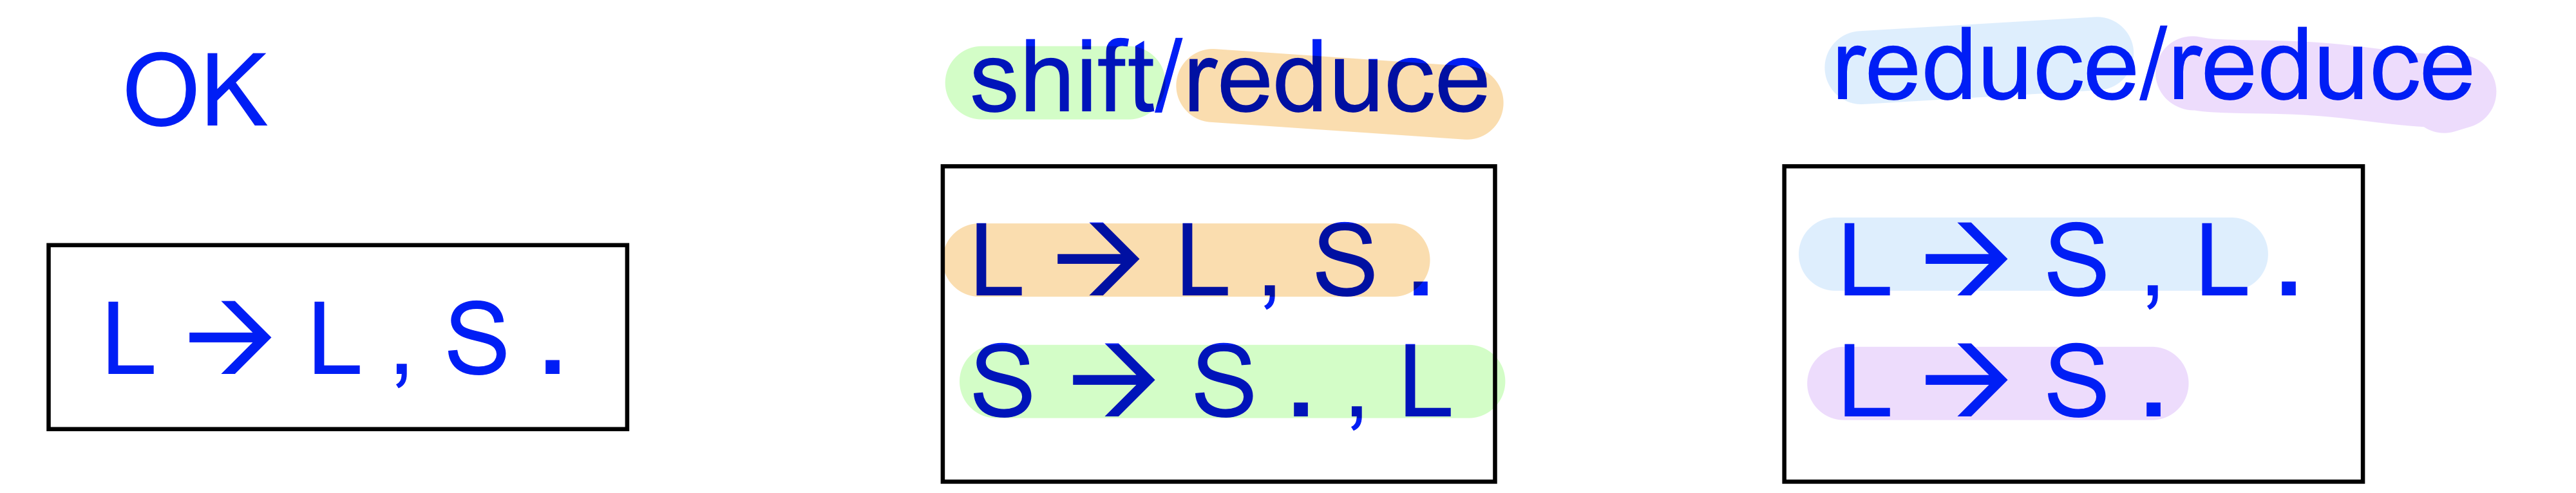 OK
shift/reduce
reduce/reduce
L → L , S .
L → L , S .
S → S . , L
L → S , L .
L → S .